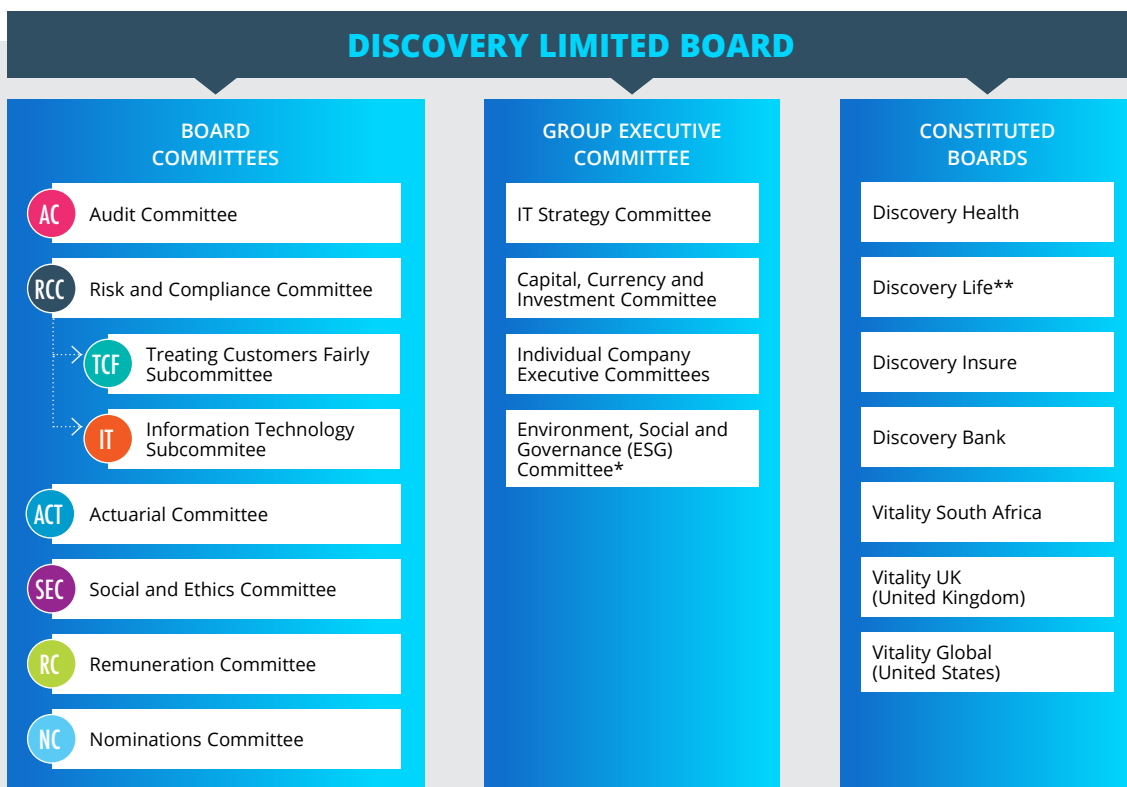 DISCOVERY LIMITED BOARD
BOARD
COMMITTEES
AC
Audit Committee
RCC
Risk and Compliance Committee
TCF
Treating Customers Fairly
Subcommittee
IT
Information Technology
Subcommitee
ACT
Actuarial Committee
SEC
Social and Ethics Committee
RC
Remuneration Committee
NC
Nominations Committee
GROUP EXECUTIVE
COMMITTEE
IT Strategy Committee
Capital, Currency and
Investment Committee
Individual Company
Executive Committees
Environment, Social and
Governance (ESG)
Committee*
CONSTITUTED
BOARDS
Discovery Health
Discovery Life**
Discovery Insure
Discovery Bank
Vitality South Africa
Vitality UK
(United Kingdom)
Vitality Global
(United States)